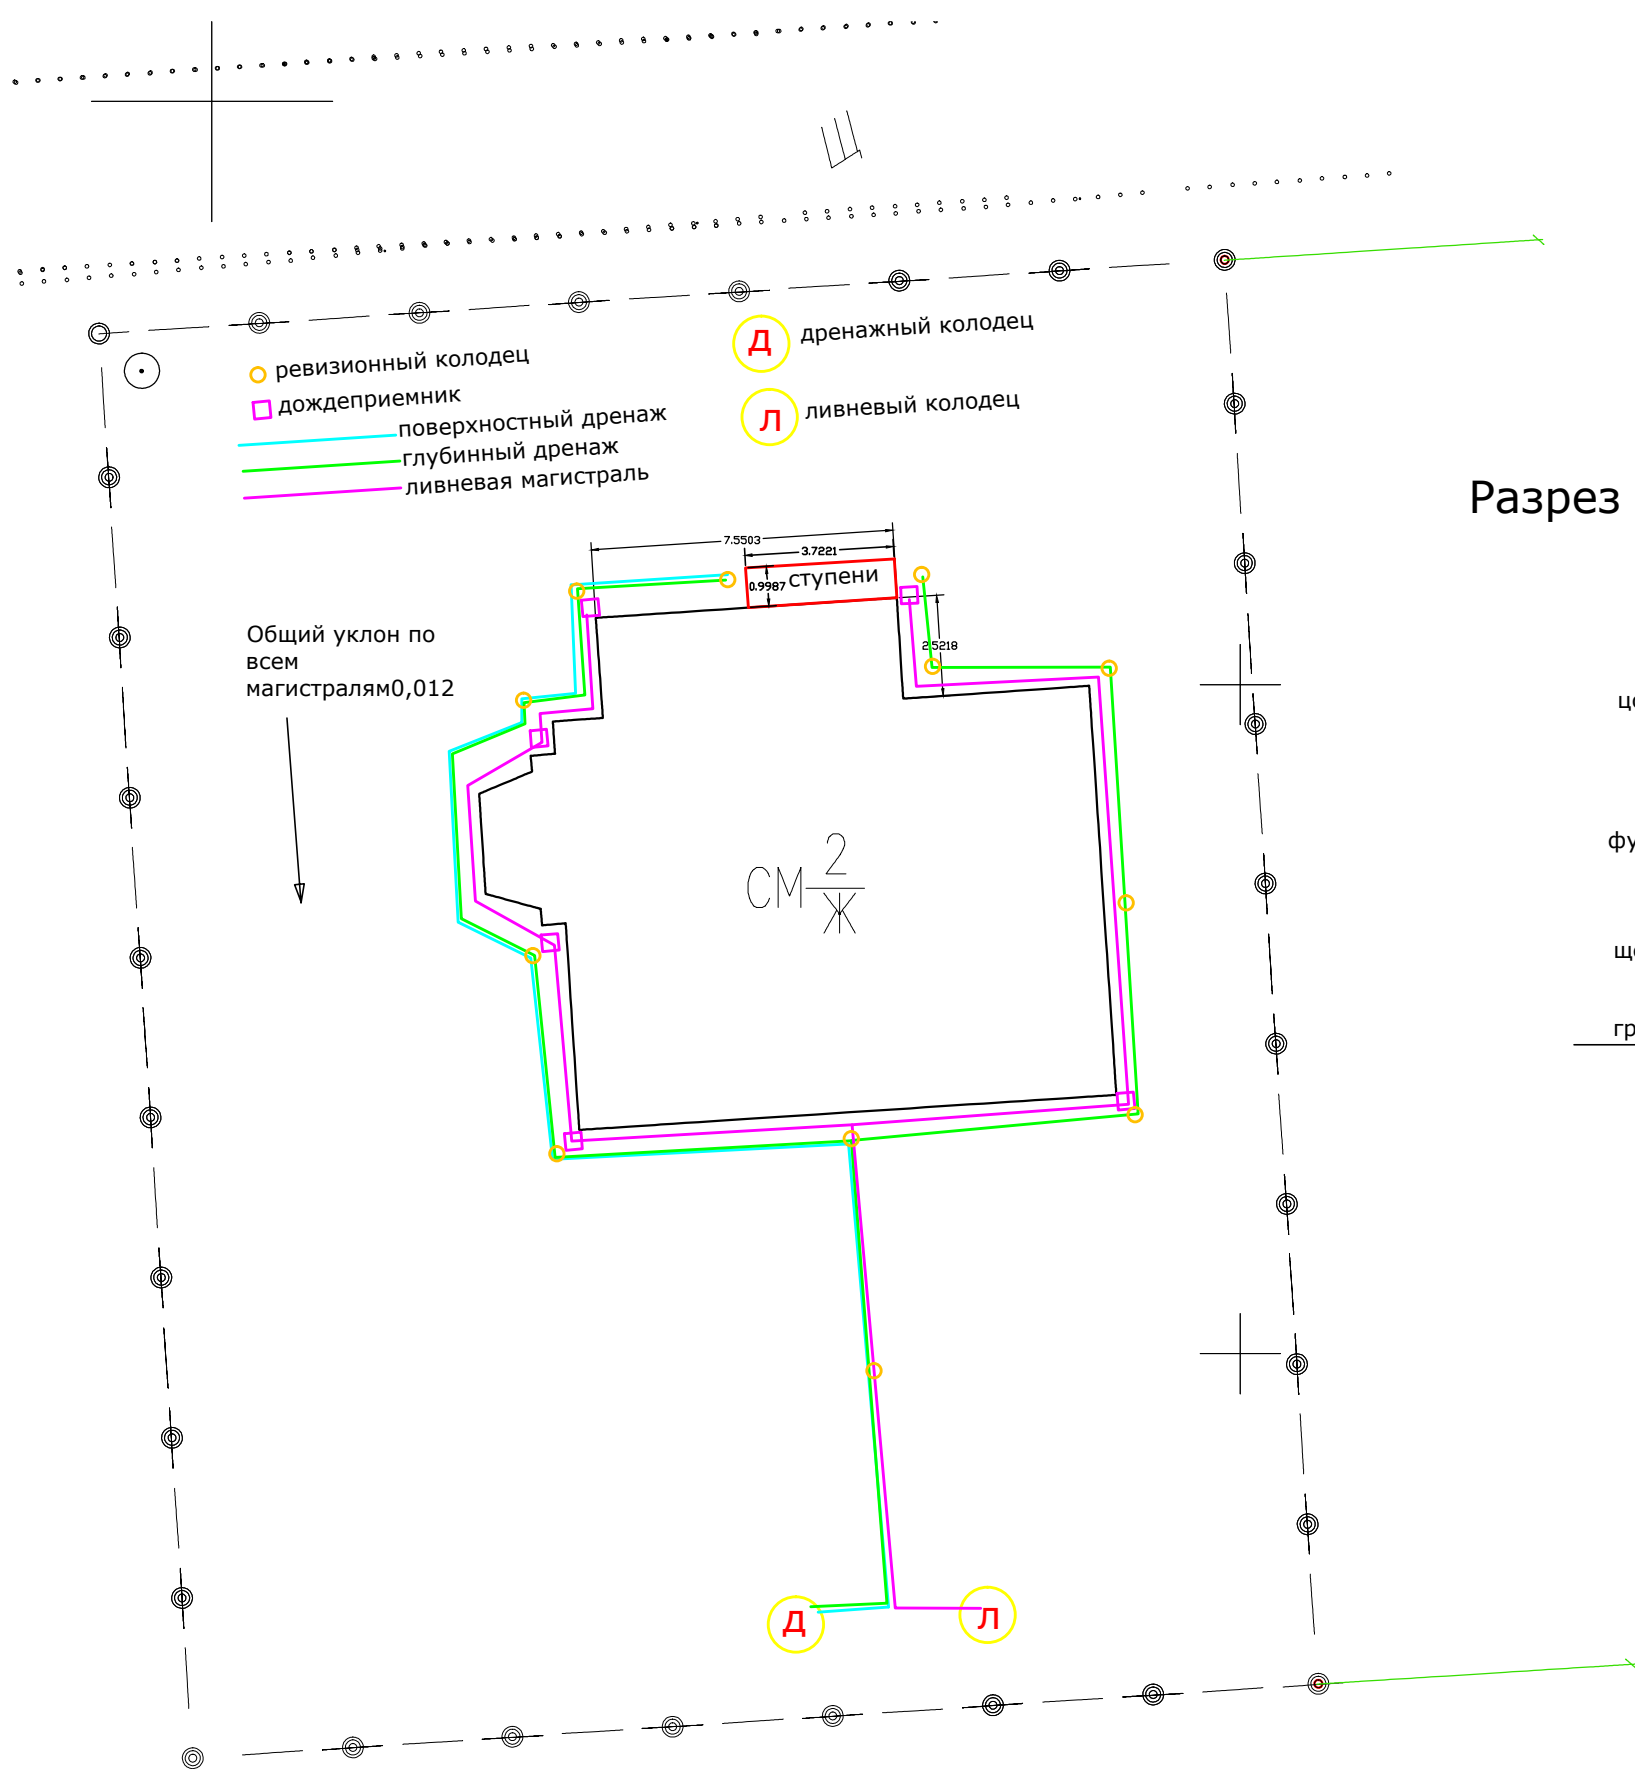 Ш
ревизионный колодец
дождеприемник
поверхностный дренаж
глубинный дренаж
ливневая магистраль
Д дренажный колодец
Л ливневый колодец
Разрез
7.5503
3.7221
0.9987
ступени
2.5218
Общий уклон по
всем
магистралям0,012
СМ 2
Ж
Д
Л